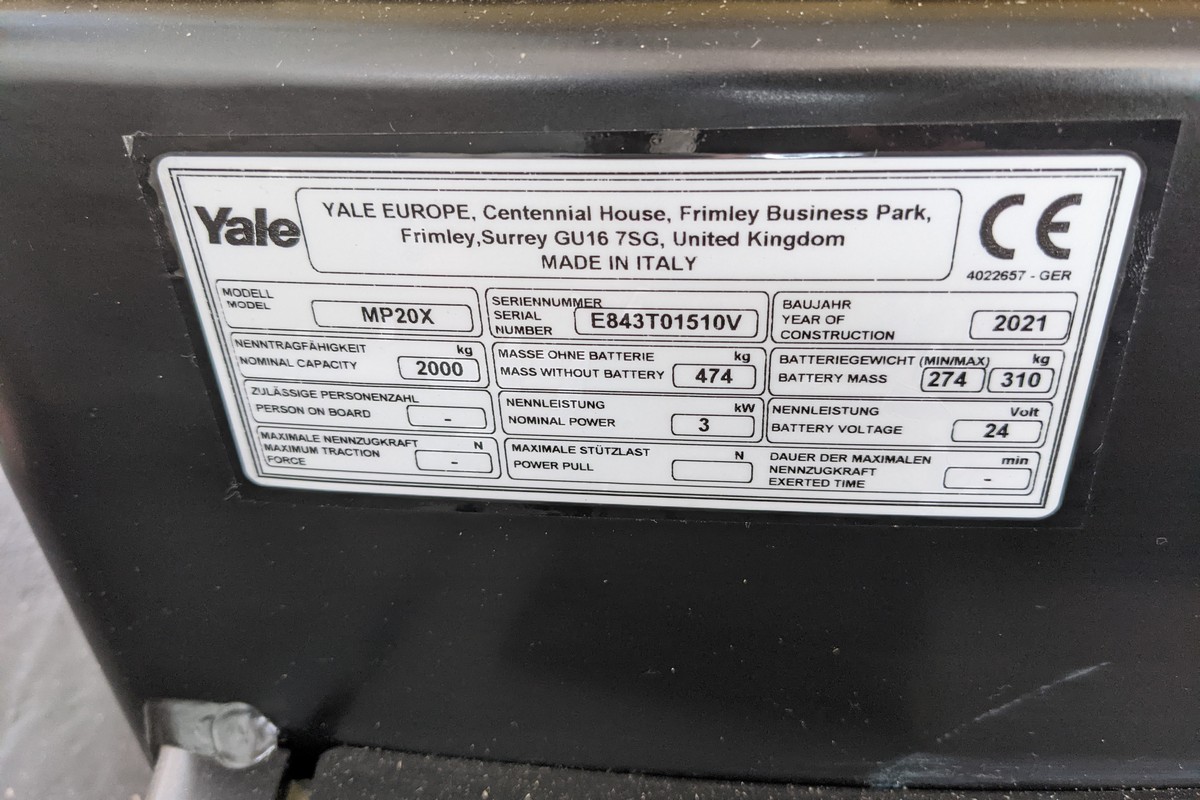 Yale
YALE EUROPE, Centennial House, Frimley Business Park,
Frimley,Surrey GU16 7SG, United Kingdom
MADE IN ITALY
CE
4022657 - GER
MODELL
MODEL
MP20X
SERIENNUMMER
SERIAL
NUMBER
E843T01510V
BAUJAHR
YEAR OF
CONSTRUCTION
2021
NENNTRAGFÄHIGKEIT kg
NOMINAL CAPACITY 2000
MASSE OHNE BATTERIE kg
MASS WITHOUT BATTERY 474
BATTERIEGEWICHT (MIN/MAX) kg
BATTERY MASS 274 310
ZULÄSSIGE PERSONENZAHL
PERSON ON BOARD -
NENNLEISTUNG kW
NOMINAL POWER 3
NENNLEISTUNG Volt
BATTERY VOLTAGE 24
MAXIMALE NENNZUGKRAFT N
MAXIMUM TRACTION
FORCE -
MAXIMALE STÜTZLAST N
POWER PULL
DAUER DER MAXIMALEN min
NENNZUGKRAFT
EXERTED TIME -